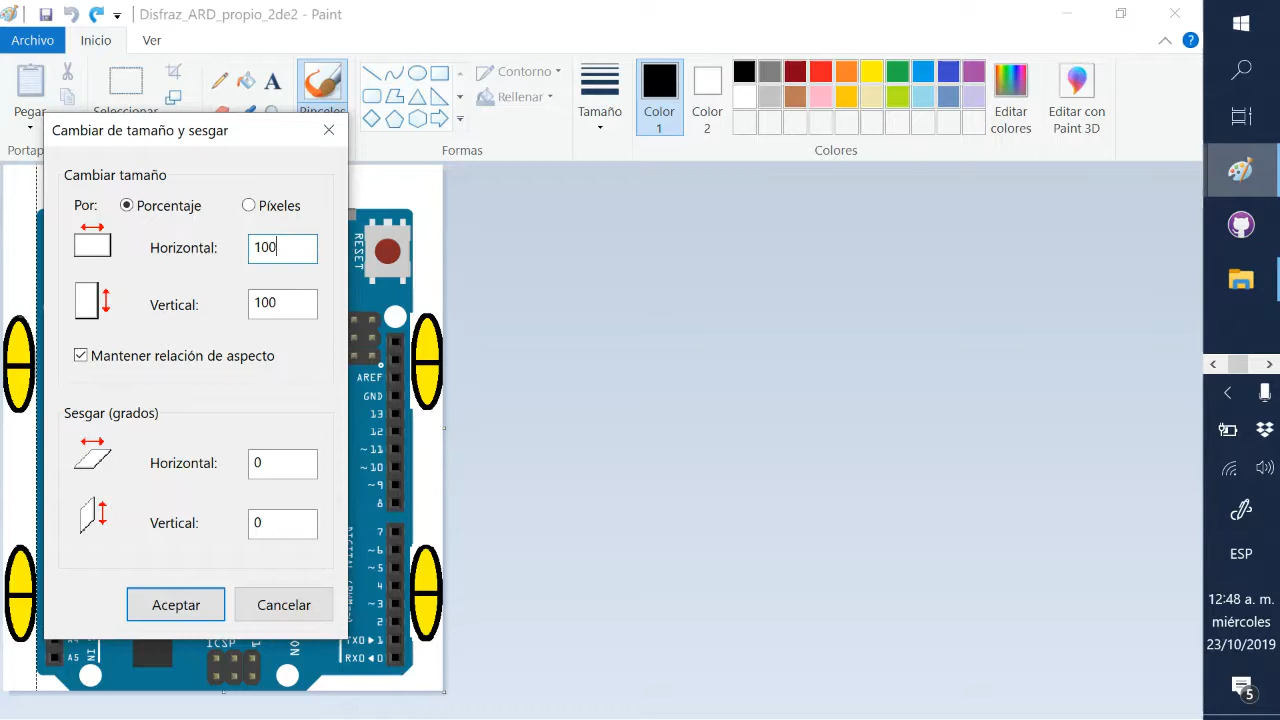 Disfraz_ARD_propio_2de2 - Paint
Archivo
Inicio
Ver
Pegar
Seleccionar
Pinceles
Contorno
Rellenar
Tamaño
Color
1
Color
2
Editar
colores
Editar con
Paint 3D
Portap
Formas
Colores
Cambiar de tamaño y sesgar
Cambiar tamaño
Por:
Porcentaje
Píxeles
Horizontal:
100
Vertical:
100
Mantener relación de aspecto
Sesgar (grados)
Horizontal:
0
Vertical:
0
Aceptar
Cancelar
RESET
AREF
GND
13
12
~11
~10
~9
8
7
~6
~5
4
~3
2
TX0▶1
RX0◀0
A5
IN
ICSP
1
ON
ESP
12:48 a. m.
miércoles
23/10/2019
5